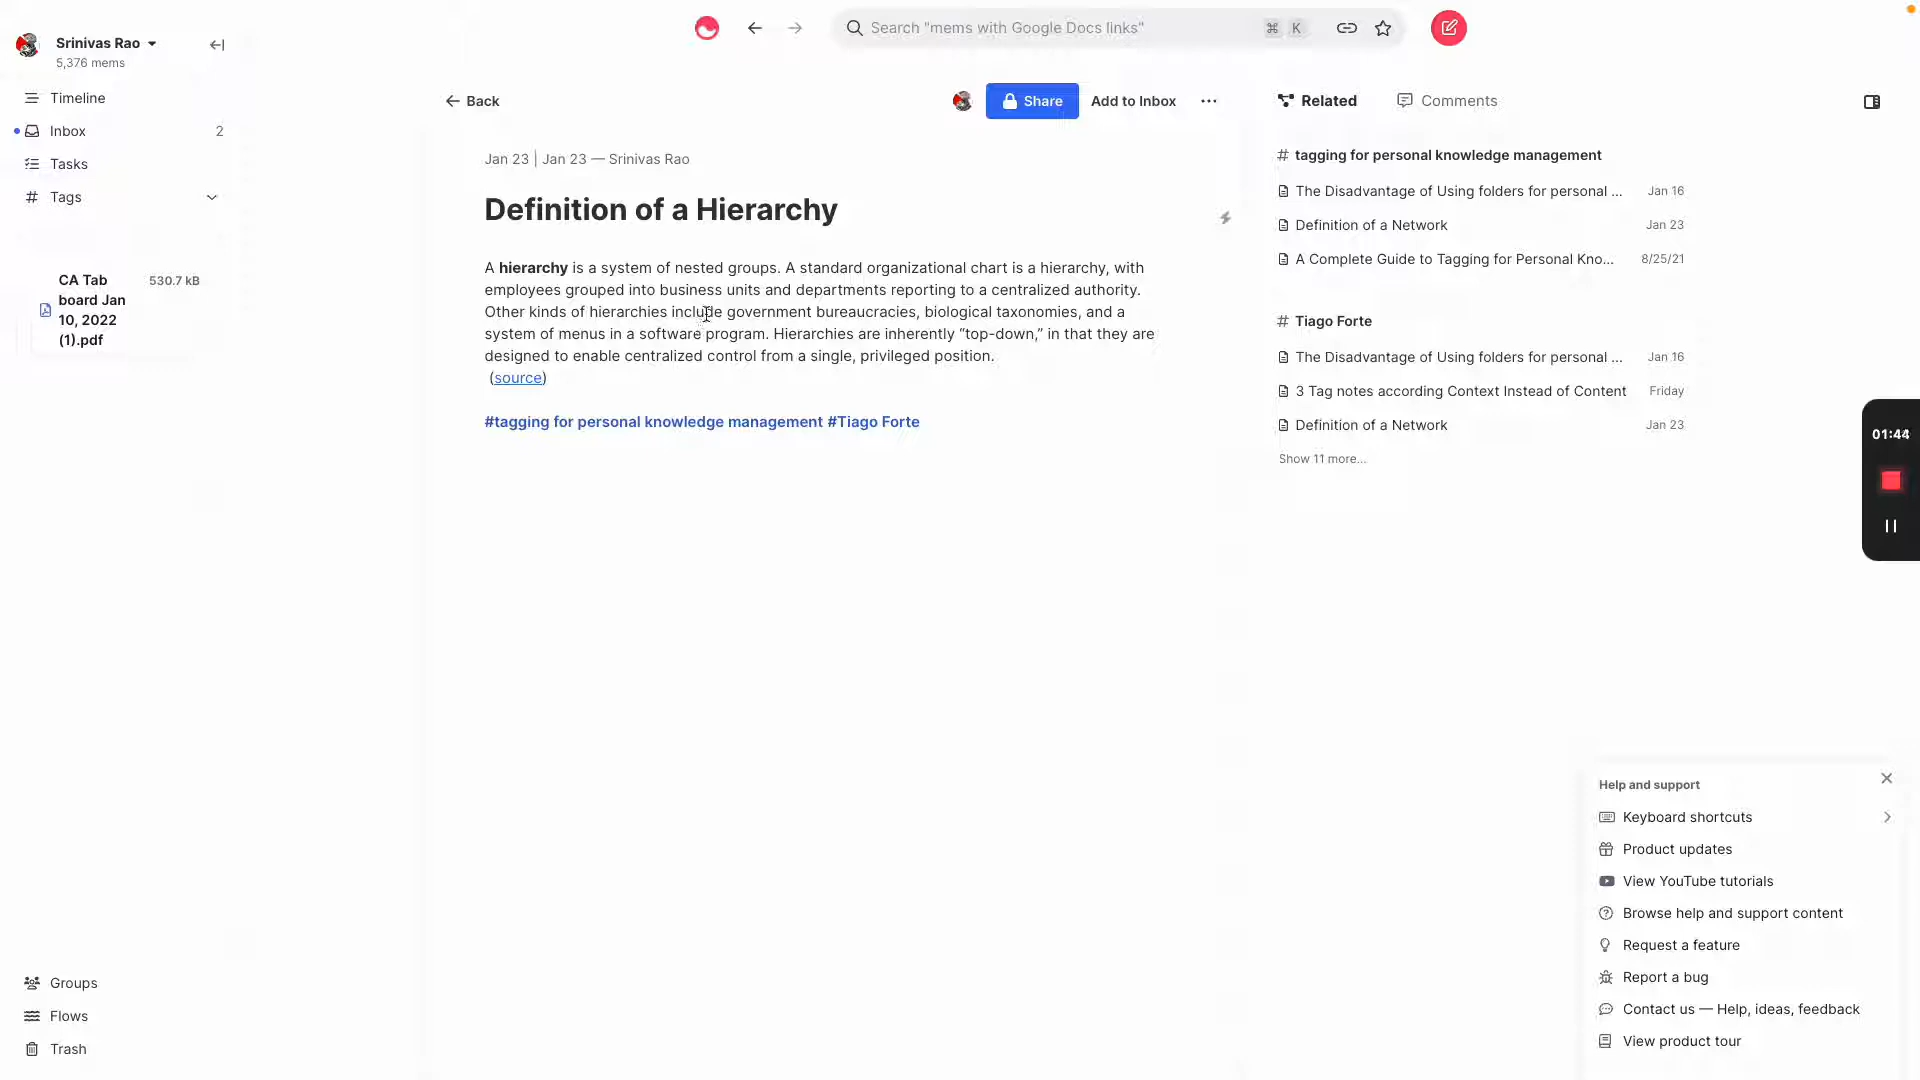 Srinivas Rao
5,376 mems
Timeline
Inbox 2
Tasks
Tags
CA Tab
board Jan
10, 2022
(1).pdf
530.7 kB
Groups
Flows
Trash
Search "mems with Google Docs links" ⌘ K
Back
Share
Add to Inbox
Jan 23 | Jan 23 — Srinivas Rao
Definition of a Hierarchy
A hierarchy is a system of nested groups. A standard organizational chart is a hierarchy, with
employees grouped into business units and departments reporting to a centralized authority.
Other kinds of hierarchies include government bureaucracies, biological taxonomies, and a
system of menus in a software program. Hierarchies are inherently “top-down,” in that they are
designed to enable centralized control from a single, privileged position.
(source)
#tagging for personal knowledge management #Tiago Forte
Related
Comments
# tagging for personal knowledge management
The Disadvantage of Using folders for personal ... Jan 16
Definition of a Network Jan 23
A Complete Guide to Tagging for Personal Kno... 8/25/21
# Tiago Forte
The Disadvantage of Using folders for personal ... Jan 16
3 Tag notes according Context Instead of Content Friday
Definition of a Network Jan 23
Show 11 more...
01:44
Help and support
Keyboard shortcuts
Product updates
View YouTube tutorials
Browse help and support content
Request a feature
Report a bug
Contact us — Help, ideas, feedback
View product tour